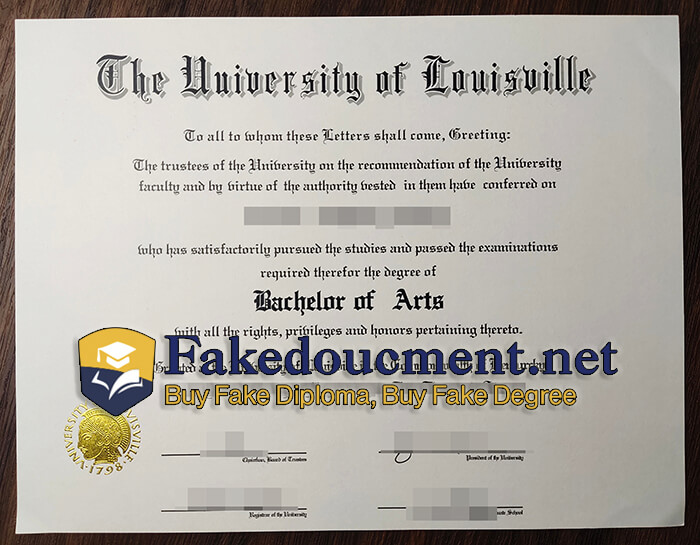 The University of Louisville
To all to whom these Letters shall come, Greeting:
The trustees of the University on the recommendation of the University
faculty and by virtue of the authority vested in them have conferred on
who has satisfactorily pursued the studies and passed the examinations
required therefor the degree of
Bachelor of Arts
with all the rights, privileges and honors pertaining thereto.
Fakedoucment.net
Buy Fake Diploma, Buy Fake Degree
·1798·
Chairman, Board of Trustees
President of the University
Registrar of the University
School